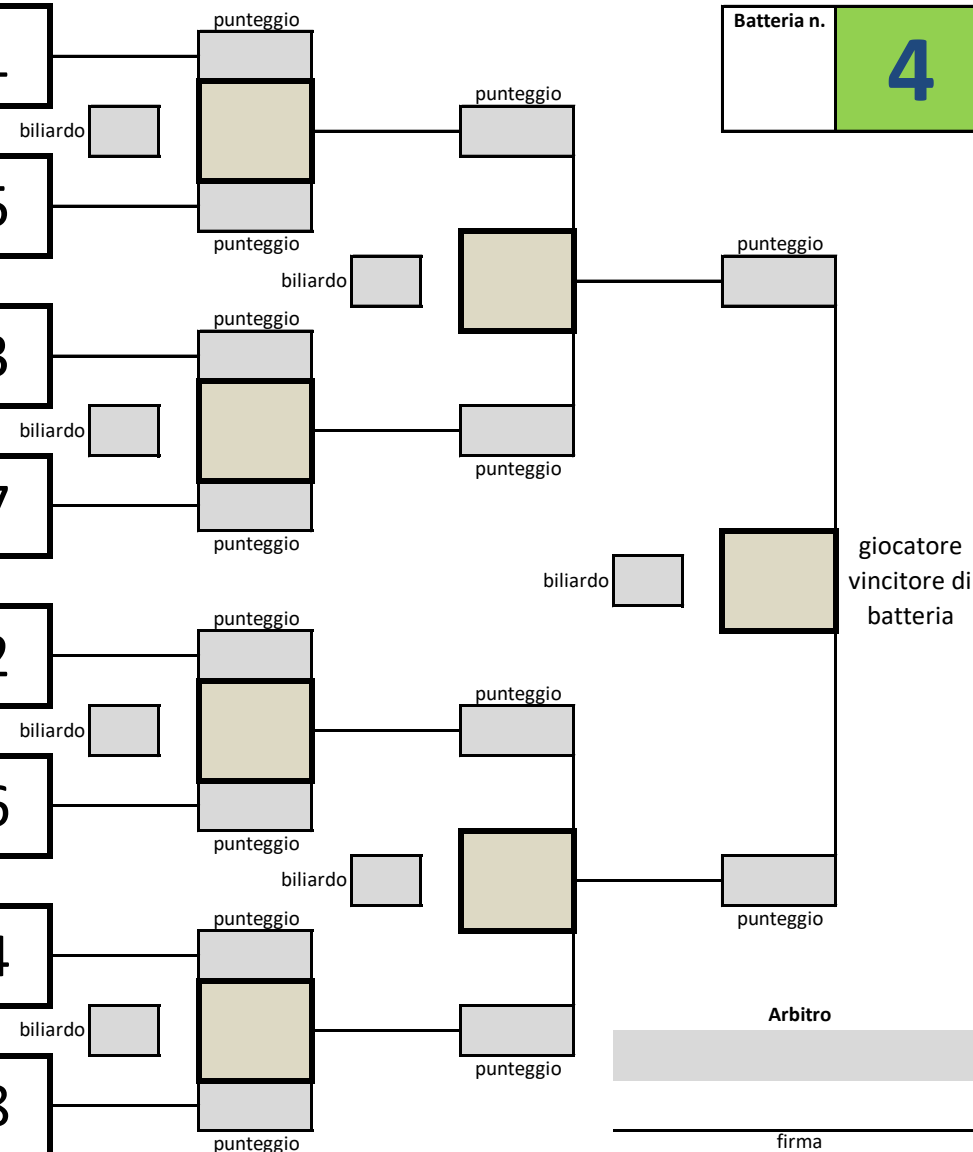 punteggio
Batteria n.
4
1
punteggio
biliardo
5
punteggio
punteggio
biliardo
punteggio
3
biliardo
punteggio
7
punteggio
giocatore
vincitore di
batteria
biliardo
punteggio
2
punteggio
biliardo
6
punteggio
biliardo
punteggio
punteggio
4
Arbitro
biliardo
punteggio
8
punteggio
firma